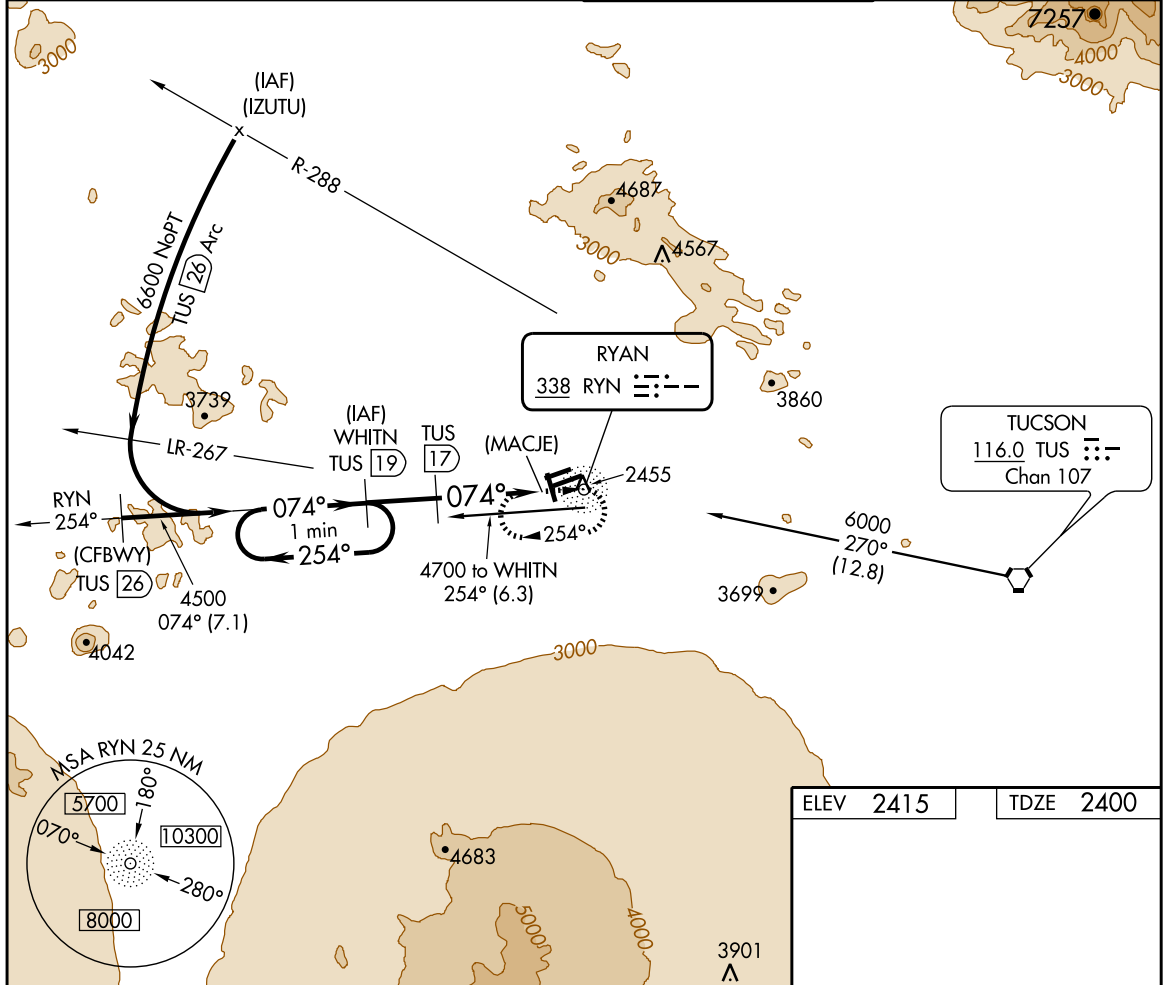 3000
7257
4000
3000
(IAF)
(IZUTU)
R-288
6600 NoPT
TUS 26 Arc
4687
3000
4567
RYAN
338 RYN
3860
3739
LR-267
(IAF)
WHITN
TUS 19
TUS
17
(MACJE)
2455
TUCSON
116.0 TUS
Chan 107
RYN
254°
074°
1 min
254°
074°
254°
(CFBWY)
TUS 26
4500
074° (7.1)
4700 to WHITN
254° (6.3)
6000
270°
(12.8)
3699
4042
3000
MSA RYN 25 NM
5700
180°
070°
10300
280°
8000
4683
5000
4000
3901
ELEV 2415
TDZE 2400